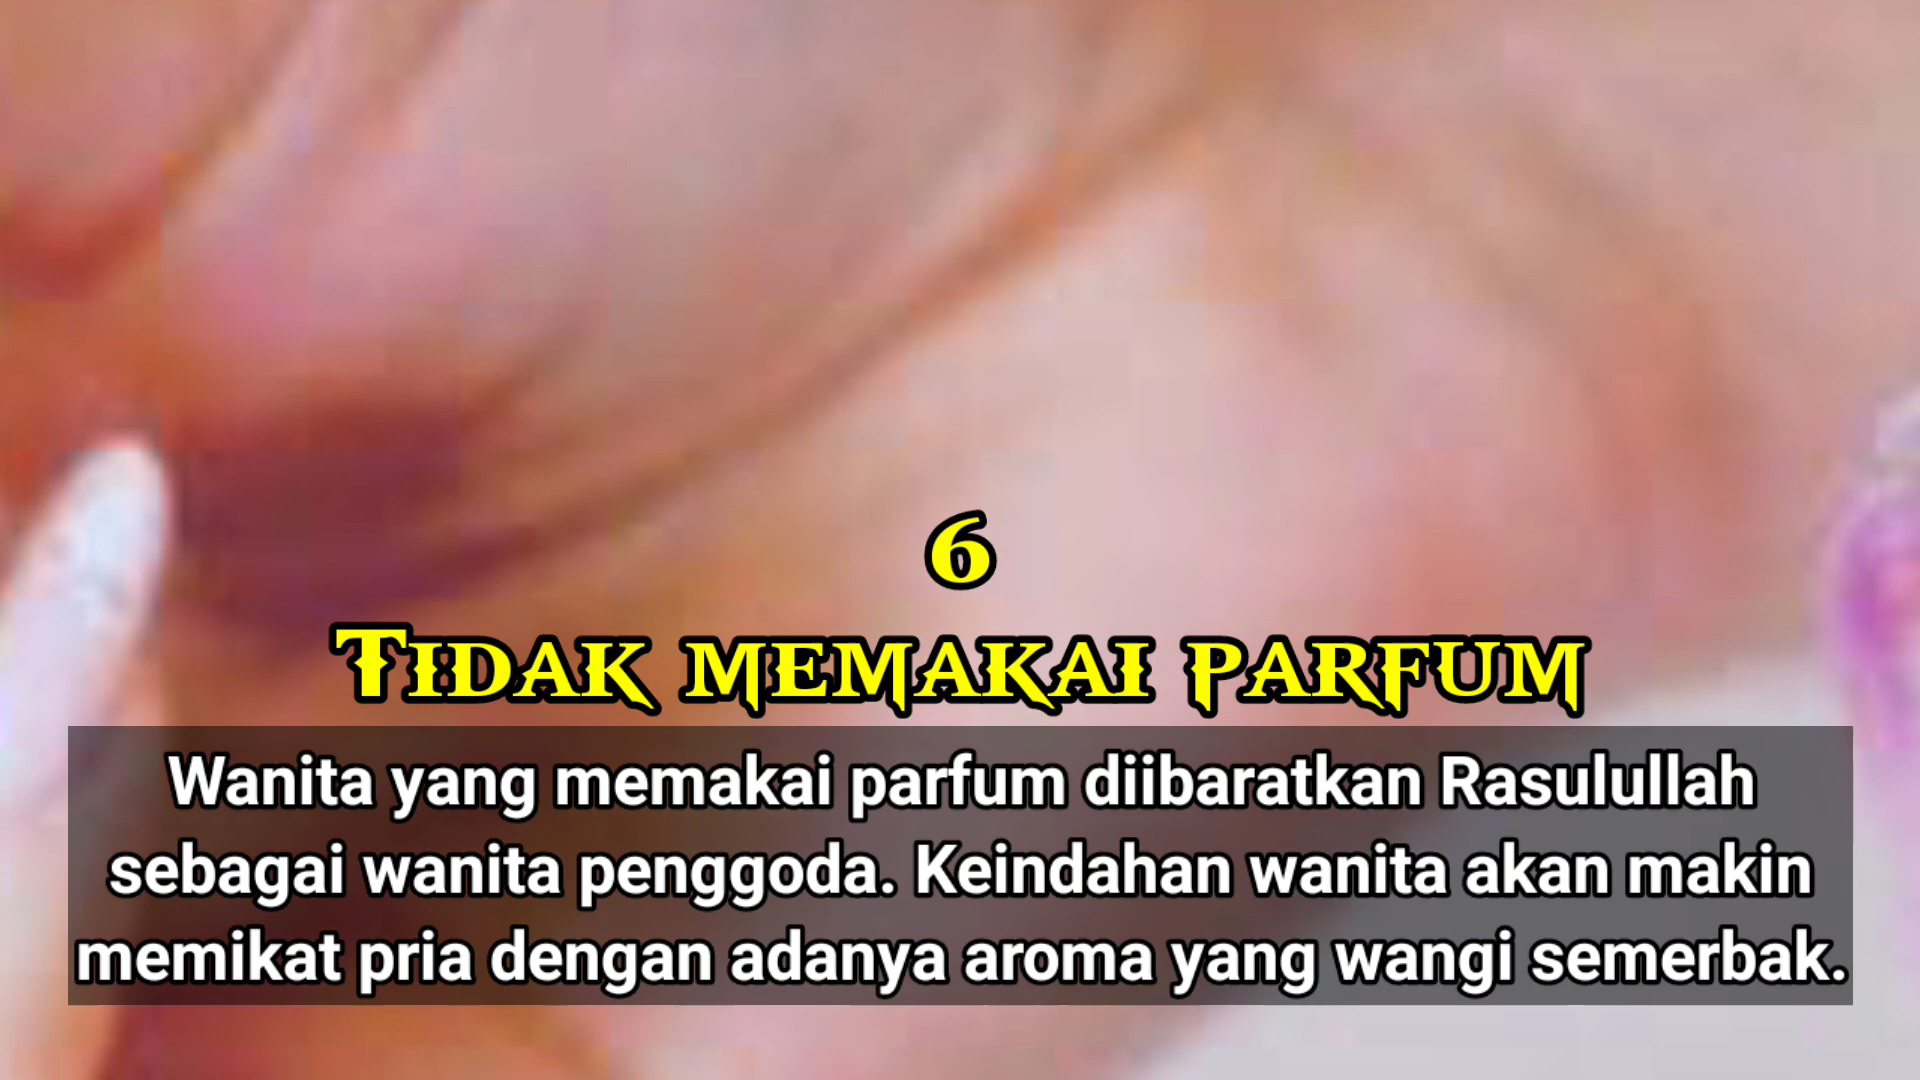 6
Tidak memakai parfum
Wanita yang memakai parfum diibaratkan Rasulullah
sebagai wanita penggoda. Keindahan wanita akan makin
memikat pria dengan adanya aroma yang wangi semerbak.